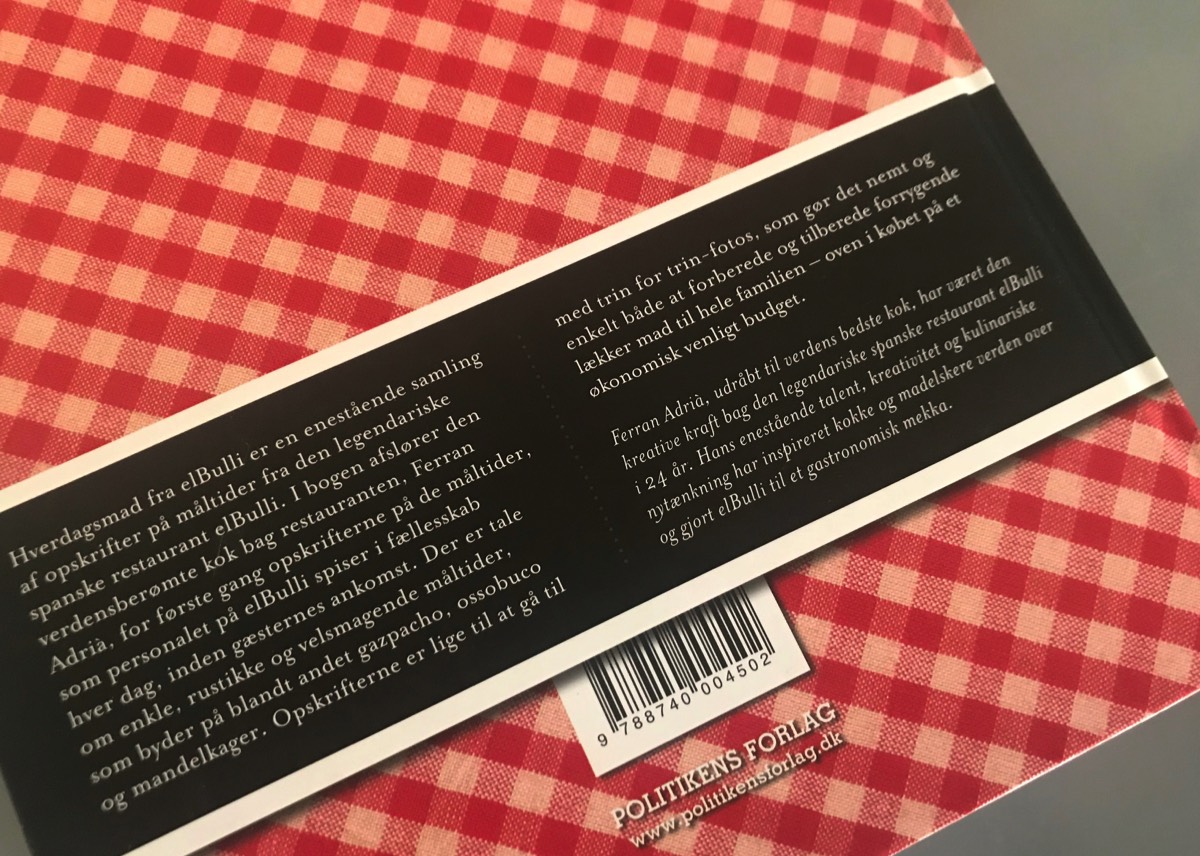 Hverdagsmad fra elBulli er en enestående samling
af opskrifter på måltider fra den legendariske
spanske restaurant elBulli. I bogen afslører den
verdensberømte kok bag restauranten, Ferran
Adrià, for første gang opskrifterne på de måltider,
som personalet på elBulli spiser i fællesskab
hver dag, inden gæsternes ankomst. Der er tale
om enkle, rustikke og velsmagende måltider,
som byder på blandt andet gazpacho, ossobuco
og mandelkager. Opskrifterne er lige til at gå til
med trin for trin-fotos, som gør det nemt og
enkelt både at forberede og tilberede forrygende
lækker mad til hele familien – oven i købet på et
økonomisk venligt budget.
Ferran Adrià, udråbt til verdens bedste kok, har været den
kreative kraft bag den legendariske spanske restaurant elBulli
i 24 år. Hans enestående talent, kreativitet og kulinariske
nytænkning har inspireret kokke og madelskere verden over
og gjort elBulli til et gastronomisk mekka.
9 788740 004502
POLITIKENS FORLAG
www.politikensforlag.dk